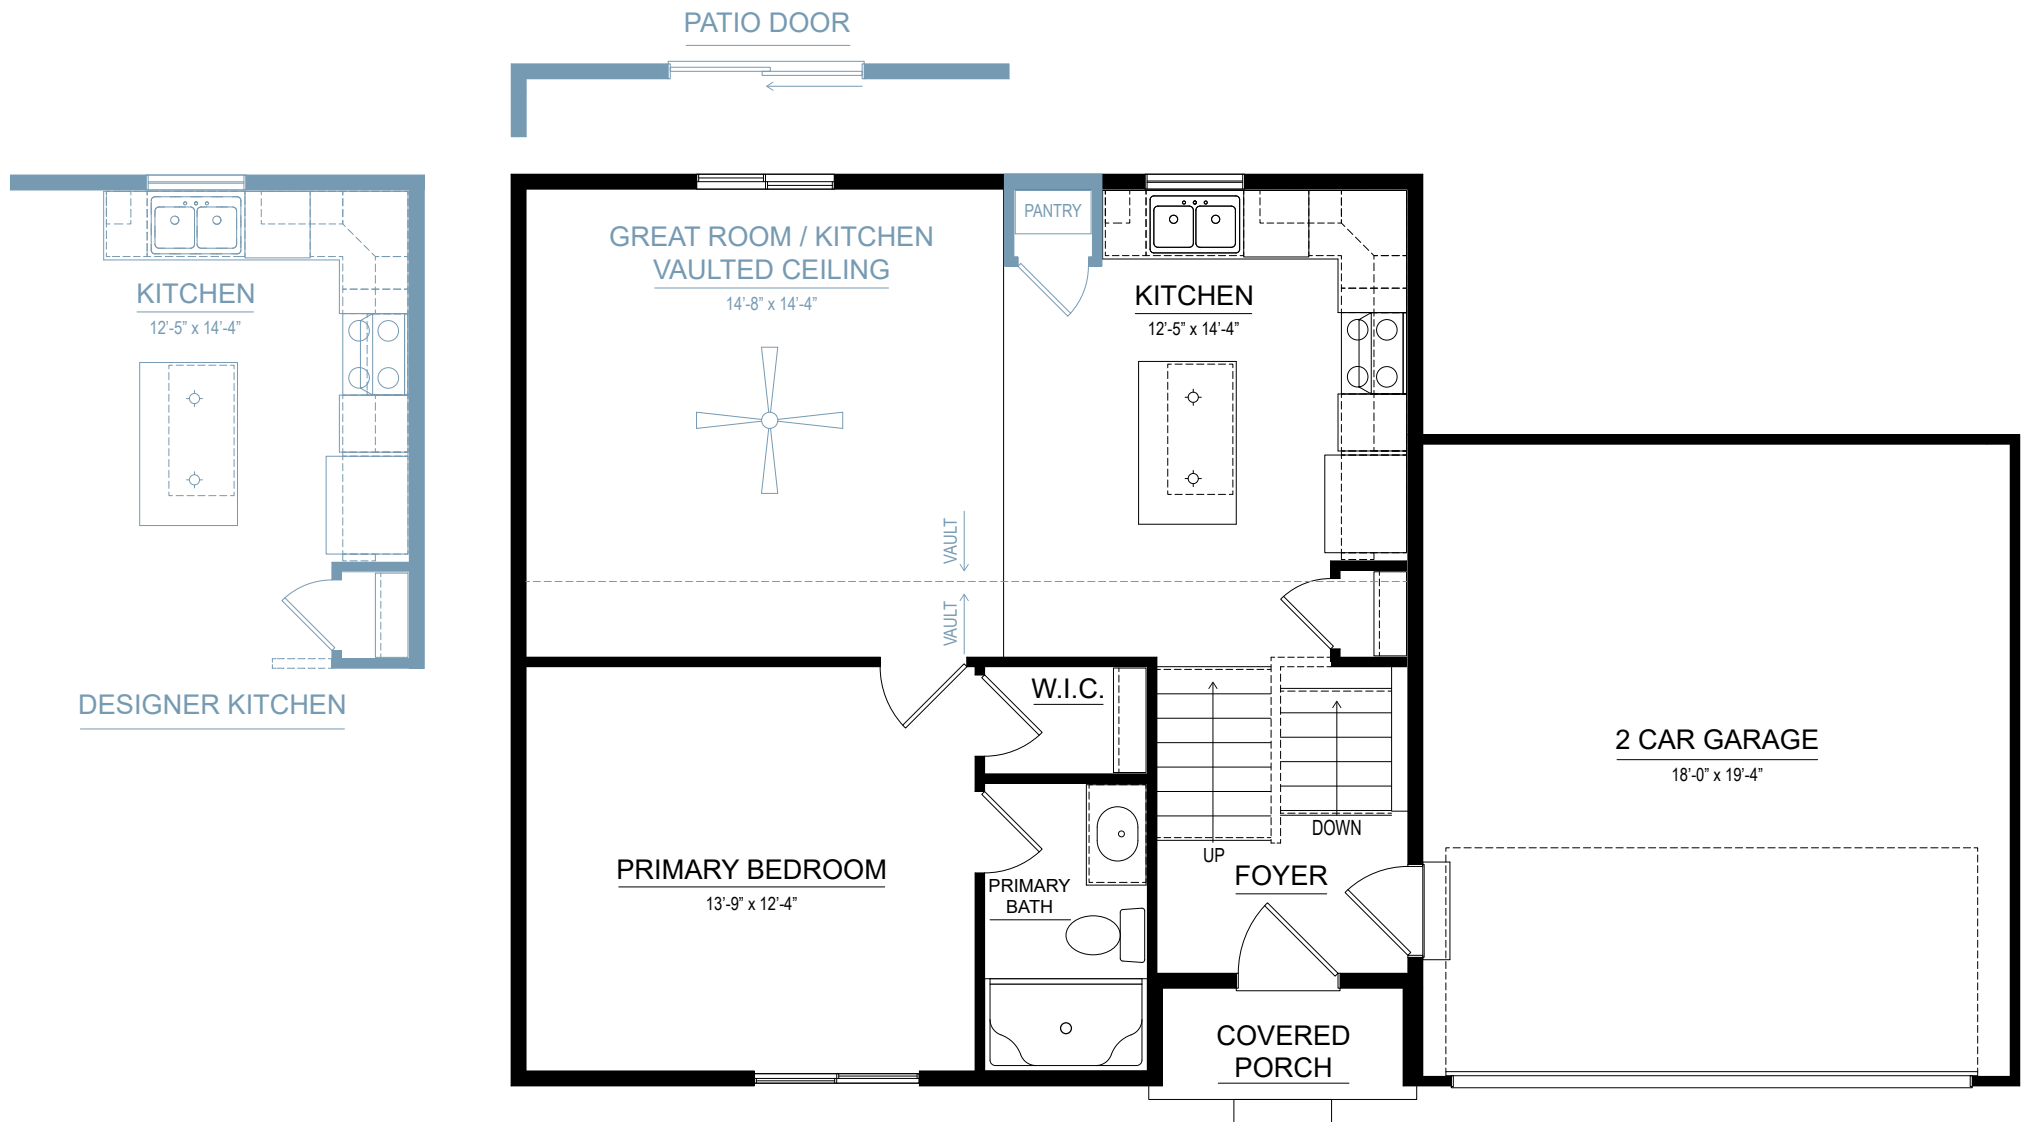 PATIO DOOR
PANTRY
GREAT ROOM / KITCHEN
VAULTED CEILING
14’-8” x 14’-4”
KITCHEN
12’-5” x 14’-4”
KITCHEN
12’-5” x 14’-4”
VAULT
VAULT
DESIGNER KITCHEN
W.I.C.
2 CAR GARAGE
18’-0” x 19’-4”
DOWN
UP
PRIMARY BEDROOM
13’-9” x 12’-4”
PRIMARY
BATH
FOYER
COVERED
PORCH